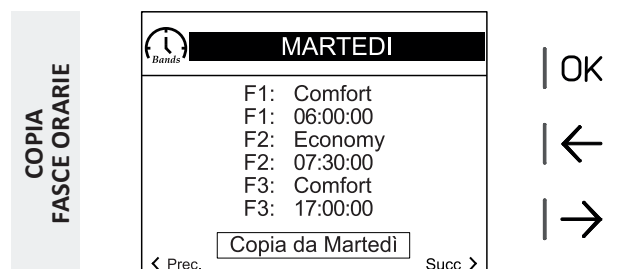 COPIA
FASCE ORARIE
Bands
MARTEDI
F1: Comfort
F1: 06:00:00
F2: Economy
F2: 07:30:00
F3: Comfort
F3: 17:00:00
Copia da Martedì
< Prec.
Succ >
OK